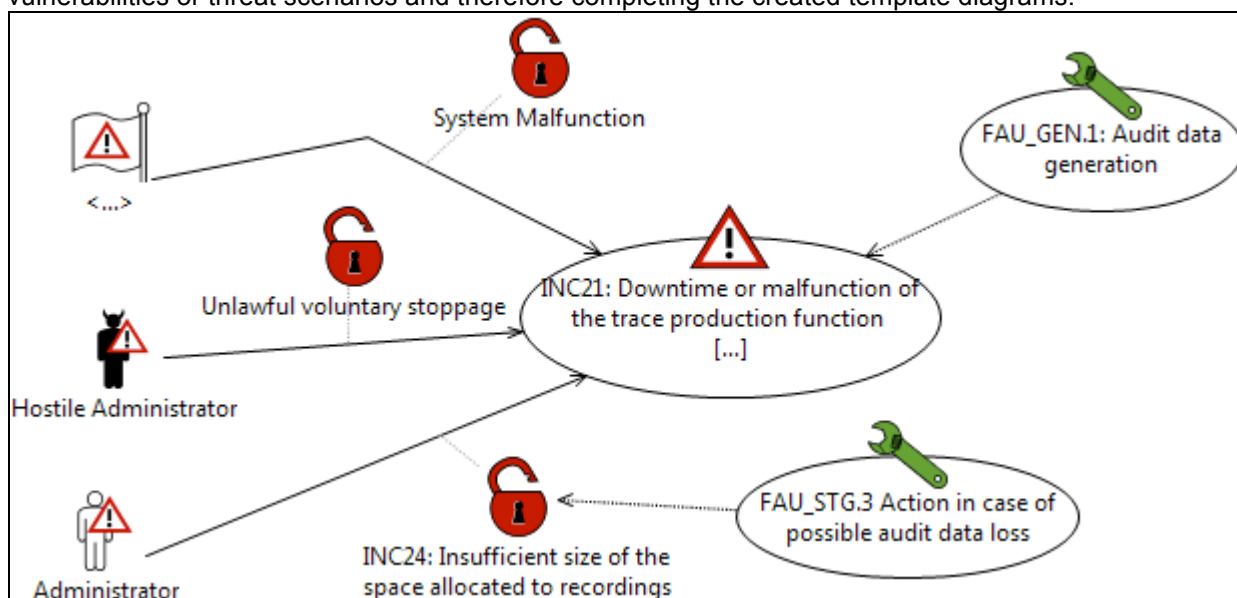 vulnerabilities or threat scenarios and therefore completing the created template diagrams.
System Malfunction
FAU_GEN.1: Audit data
generation
<...>
Unlawful voluntary stoppage
INC21: Downtime or malfunction of
the trace production function
[...]
Hostile Administrator
FAU_STG.3 Action in case of
possible audit data loss
INC24: Insufficient size of the
space allocated to recordings
Administrator